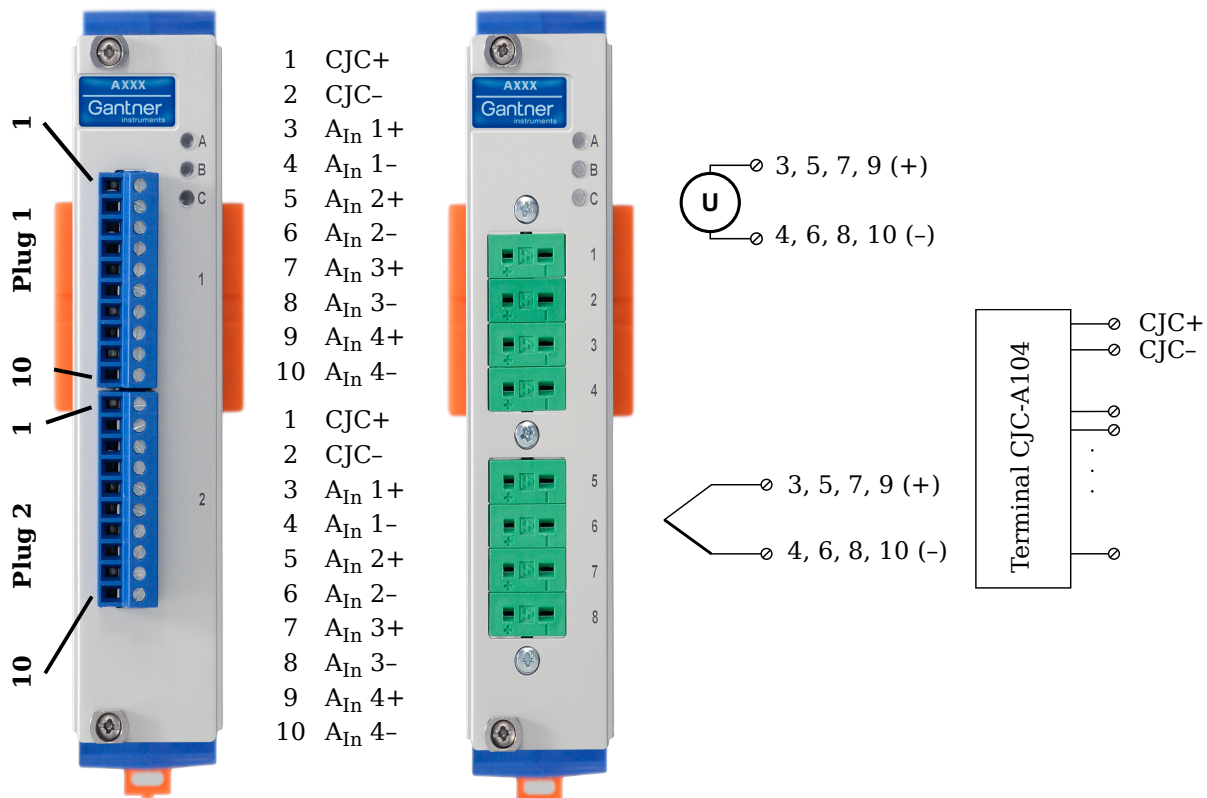 AXXX
Gantner
instruments
A
B
C
1
2
1
Plug 1
10
1
Plug 2
10
1 CJC+
2 CJC–
3 AIn 1+
4 AIn 1–
5 AIn 2+
6 AIn 2–
7 AIn 3+
8 AIn 3–
9 AIn 4+
10 AIn 4–
1 CJC+
2 CJC–
3 AIn 1+
4 AIn 1–
5 AIn 2+
6 AIn 2–
7 AIn 3+
8 AIn 3–
9 AIn 4+
10 AIn 4–
AXXX
Gantner
instruments
A
B
C
1
2
3
4
5
6
7
8
U
3, 5, 7, 9 (+)
4, 6, 8, 10 (–)
3, 5, 7, 9 (+)
4, 6, 8, 10 (–)
Terminal CJC-A104
CJC+
CJC–